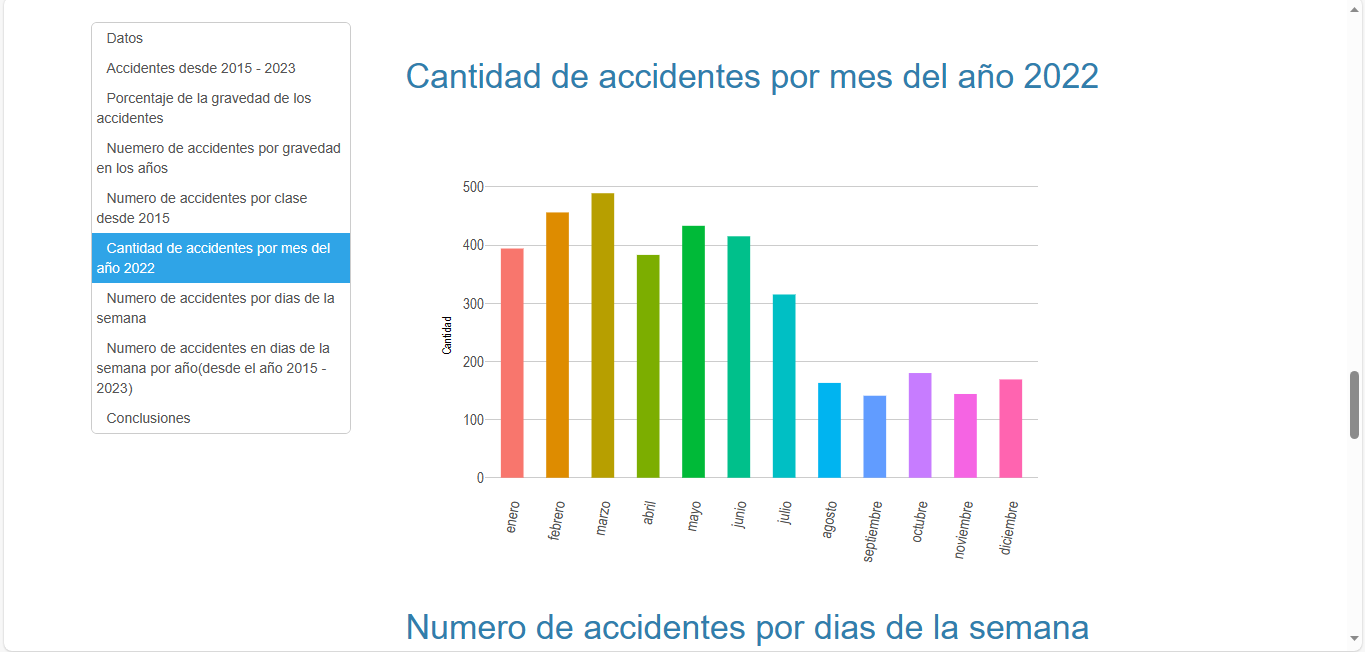 Datos
Accidentes desde 2015 - 2023
Porcentaje de la gravedad de los
accidentes
Nuemero de accidentes por gravedad
en los años
Numero de accidentes por clase
desde 2015
Cantidad de accidentes por mes del
año 2022
Numero de accidentes por dias de la
semana
Numero de accidentes en dias de la
semana por año(desde el año 2015 -
2023)
Conclusiones
Cantidad de accidentes por mes del año 2022
500
400
300
200
100
0
Cantidad
enero
febrero
marzo
abril
mayo
junio
julio
agosto
septiembre
octubre
noviembre
diciembre
Numero de accidentes por dias de la semana